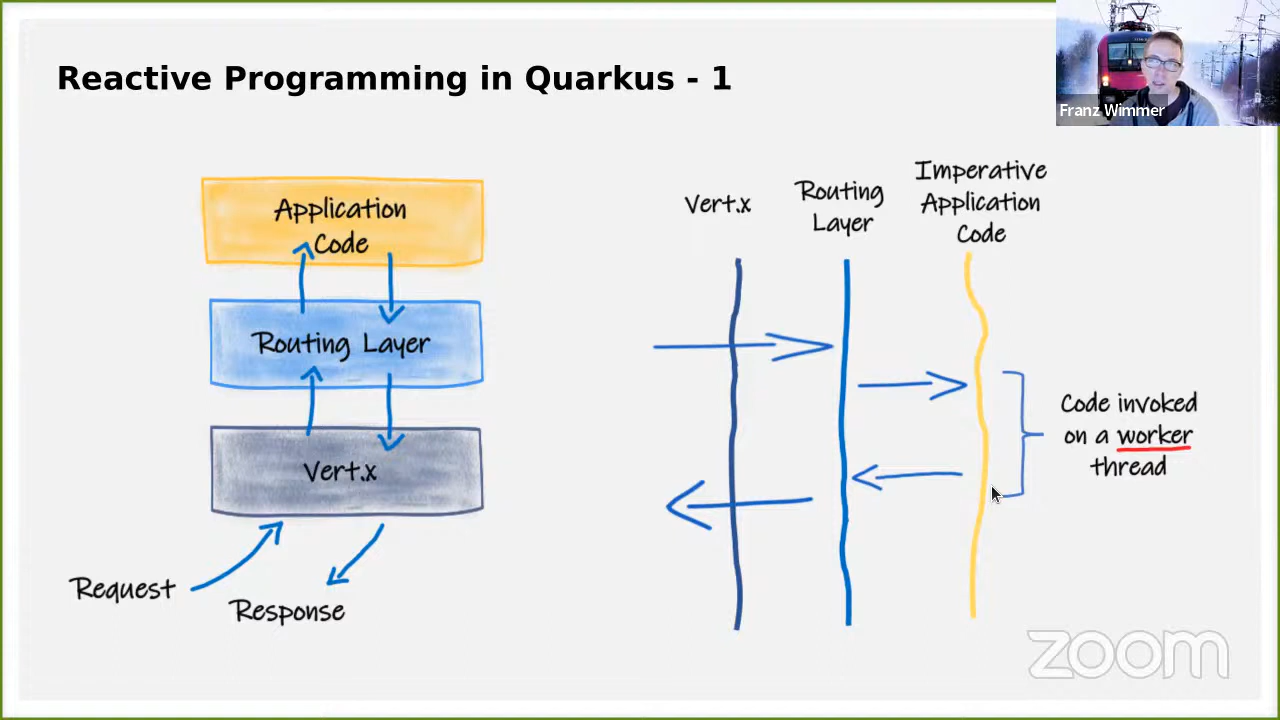 Reactive Programming in Quarkus - 1
Franz Wimmer
Application
Code
Routing Layer
Vert.x
Request
Response
Vert.x
Routing
Layer
Imperative
Application
Code
Code invoked
on a worker
thread
zoom